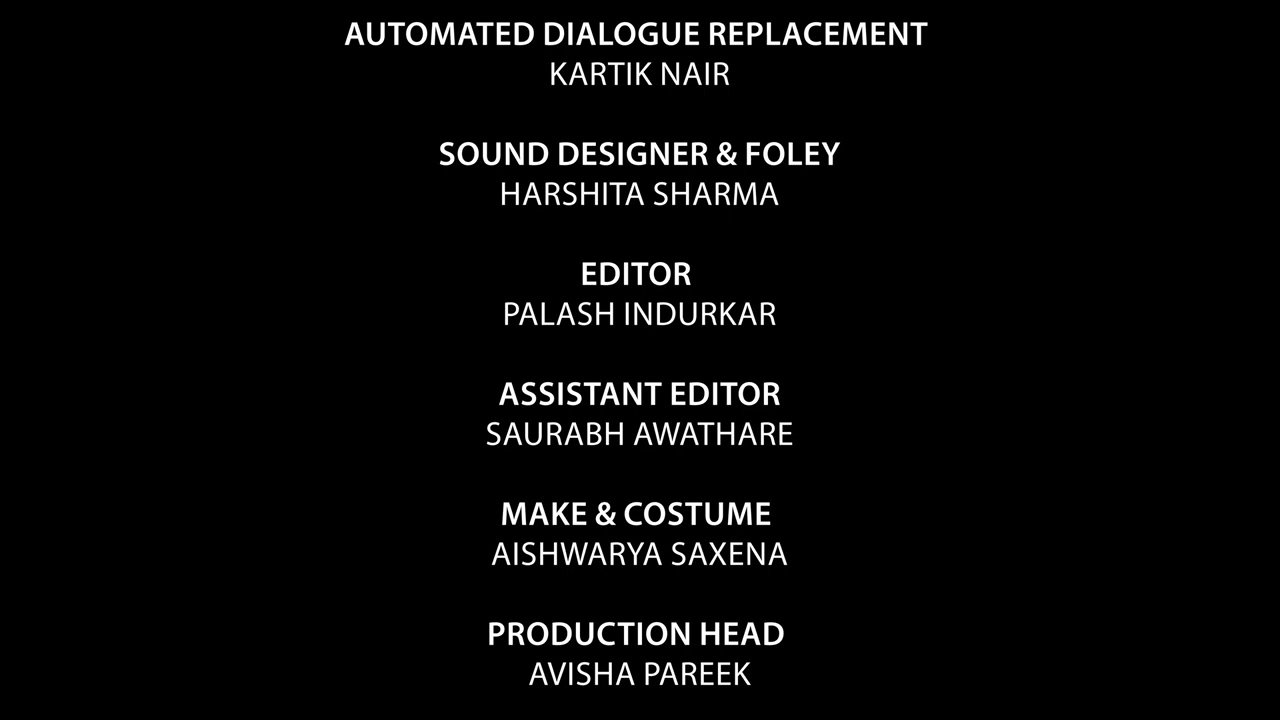 AUTOMATED DIALOGUE REPLACEMENT
KARTIK NAIR
SOUND DESIGNER & FOLEY
HARSHITA SHARMA
EDITOR
PALASH INDURKAR
ASSISTANT EDITOR
SAURABH AWATHARE
MAKE & COSTUME
AISHWARYA SAXENA
PRODUCTION HEAD
AVISHA PAREEK